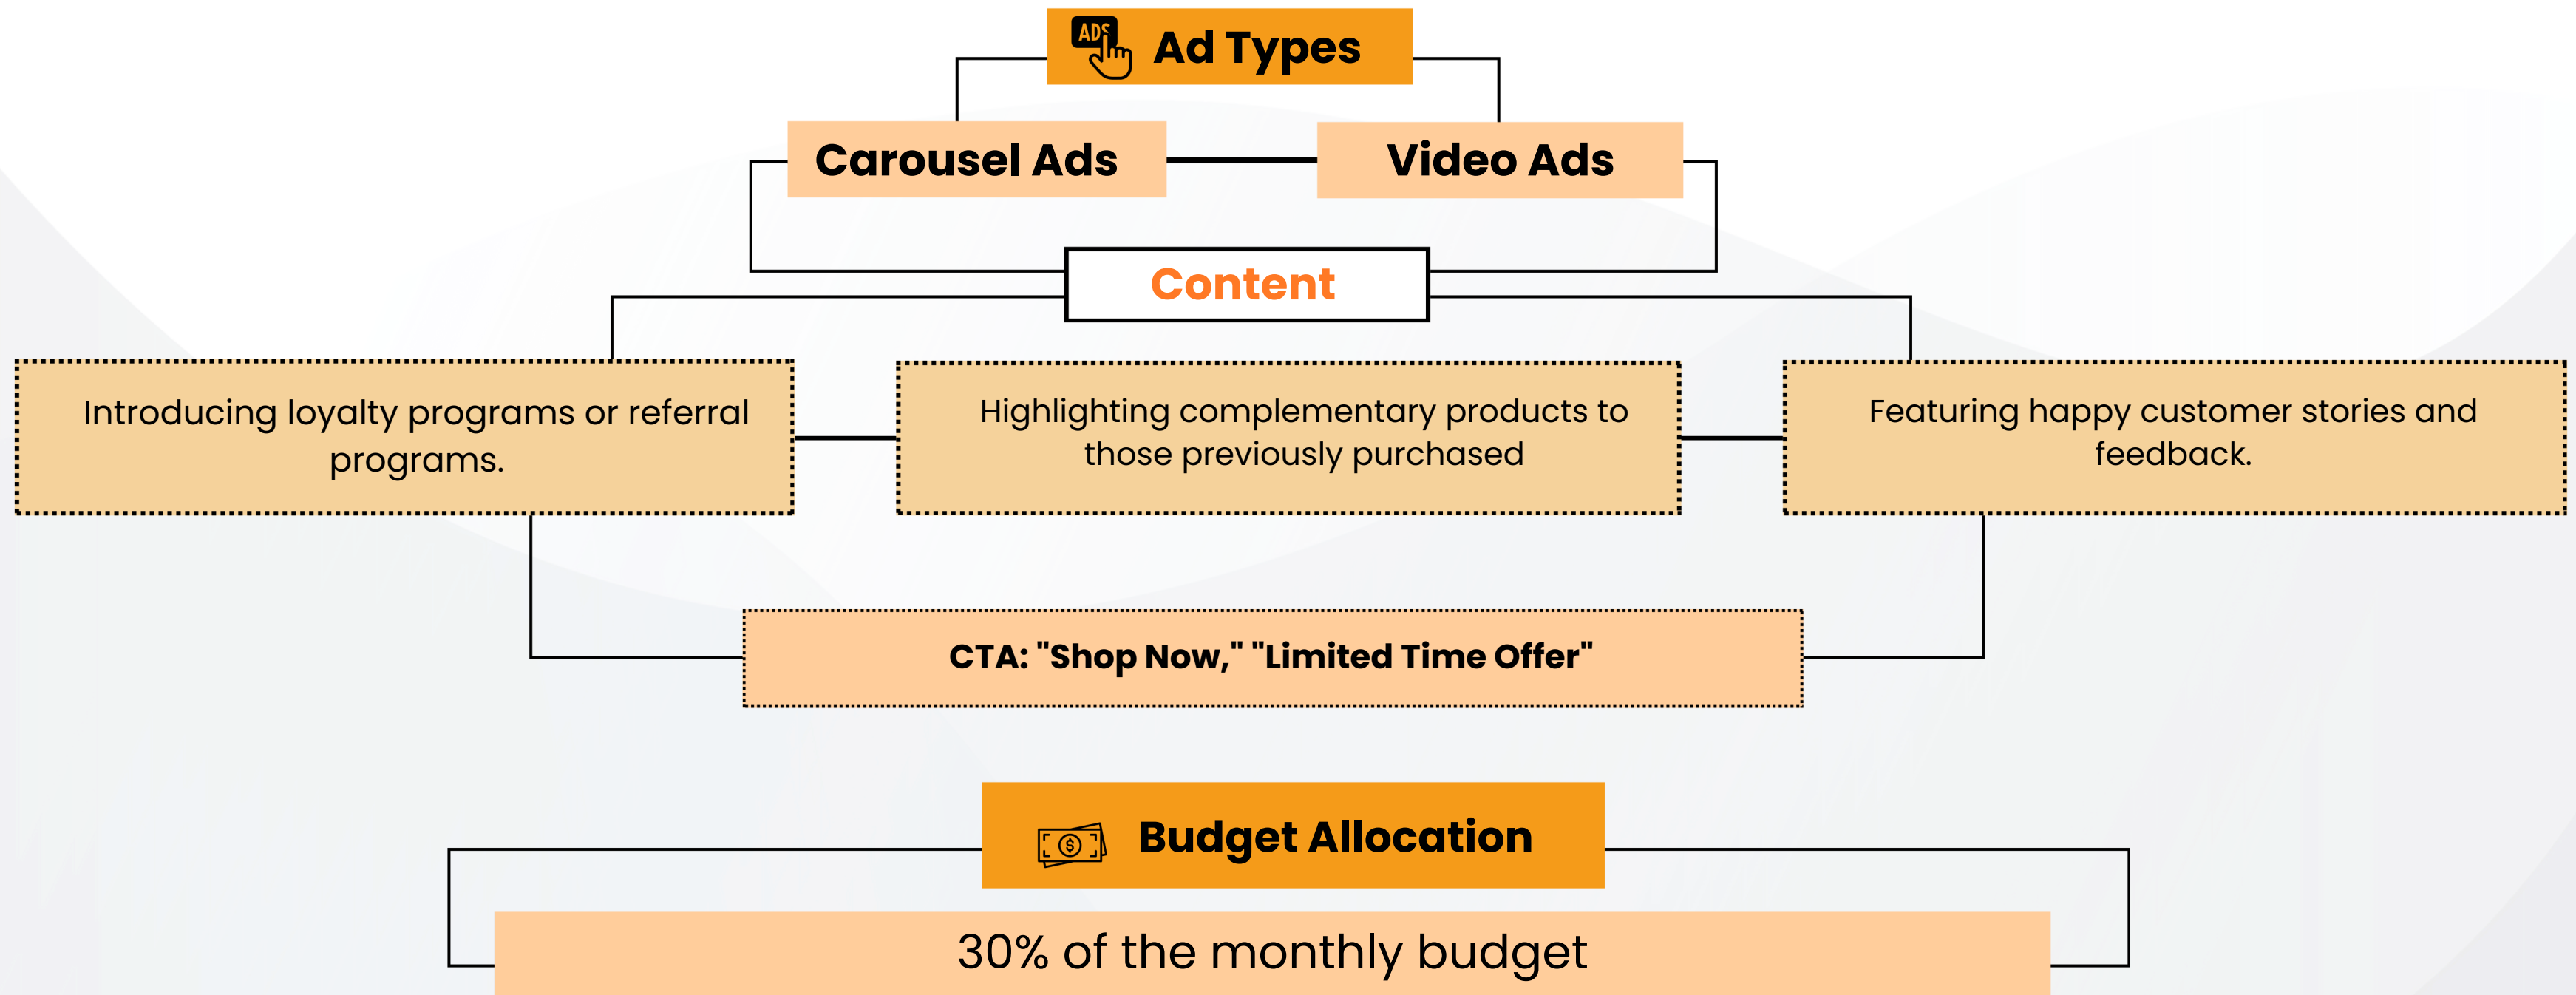 ADS
Ad Types
Carousel Ads
Video Ads
Content
Introducing loyalty programs or referral
programs.
Highlighting complementary products to
those previously purchased
Featuring happy customer stories and
feedback.
CTA: "Shop Now," "Limited Time Offer"
$
Budget Allocation
30% of the monthly budget